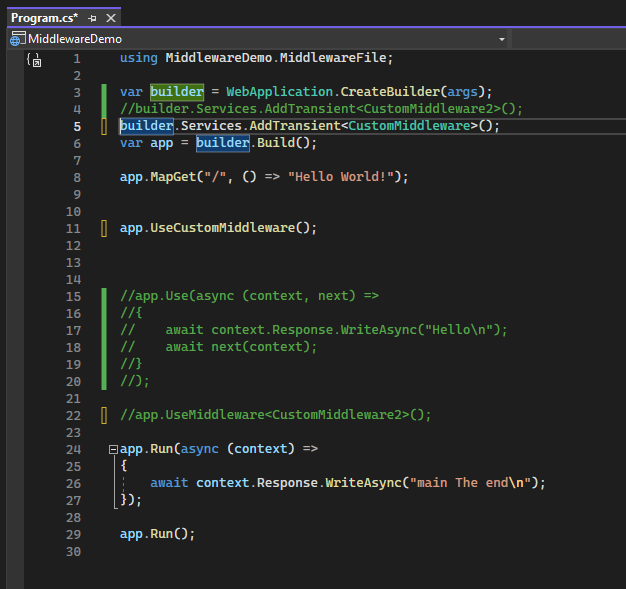 Program.cs*
MiddlewareDemo
1 using MiddlewareDemo.MiddlewareFile;
2
3 var builder = WebApplication.CreateBuilder(args);
4 //builder.Services.AddTransient<CustomMiddleware2>();
5 builder.Services.AddTransient<CustomMiddleware>();
6 var app = builder.Build();
7
8 app.MapGet("/", () => "Hello World!");
9
10
11 app.UseCustomMiddleware();
12
13
14
15 //app.Use(async (context, next) =>
16 //{
17 //    await context.Response.WriteAsync("Hello\n");
18 //    await next(context);
19 //}
20 //);
21
22 //app.UseMiddleware<CustomMiddleware2>();
23
24 app.Run(async (context) =>
25 {
26     await context.Response.WriteAsync("main The end\n");
27 });
28
29 app.Run();
30